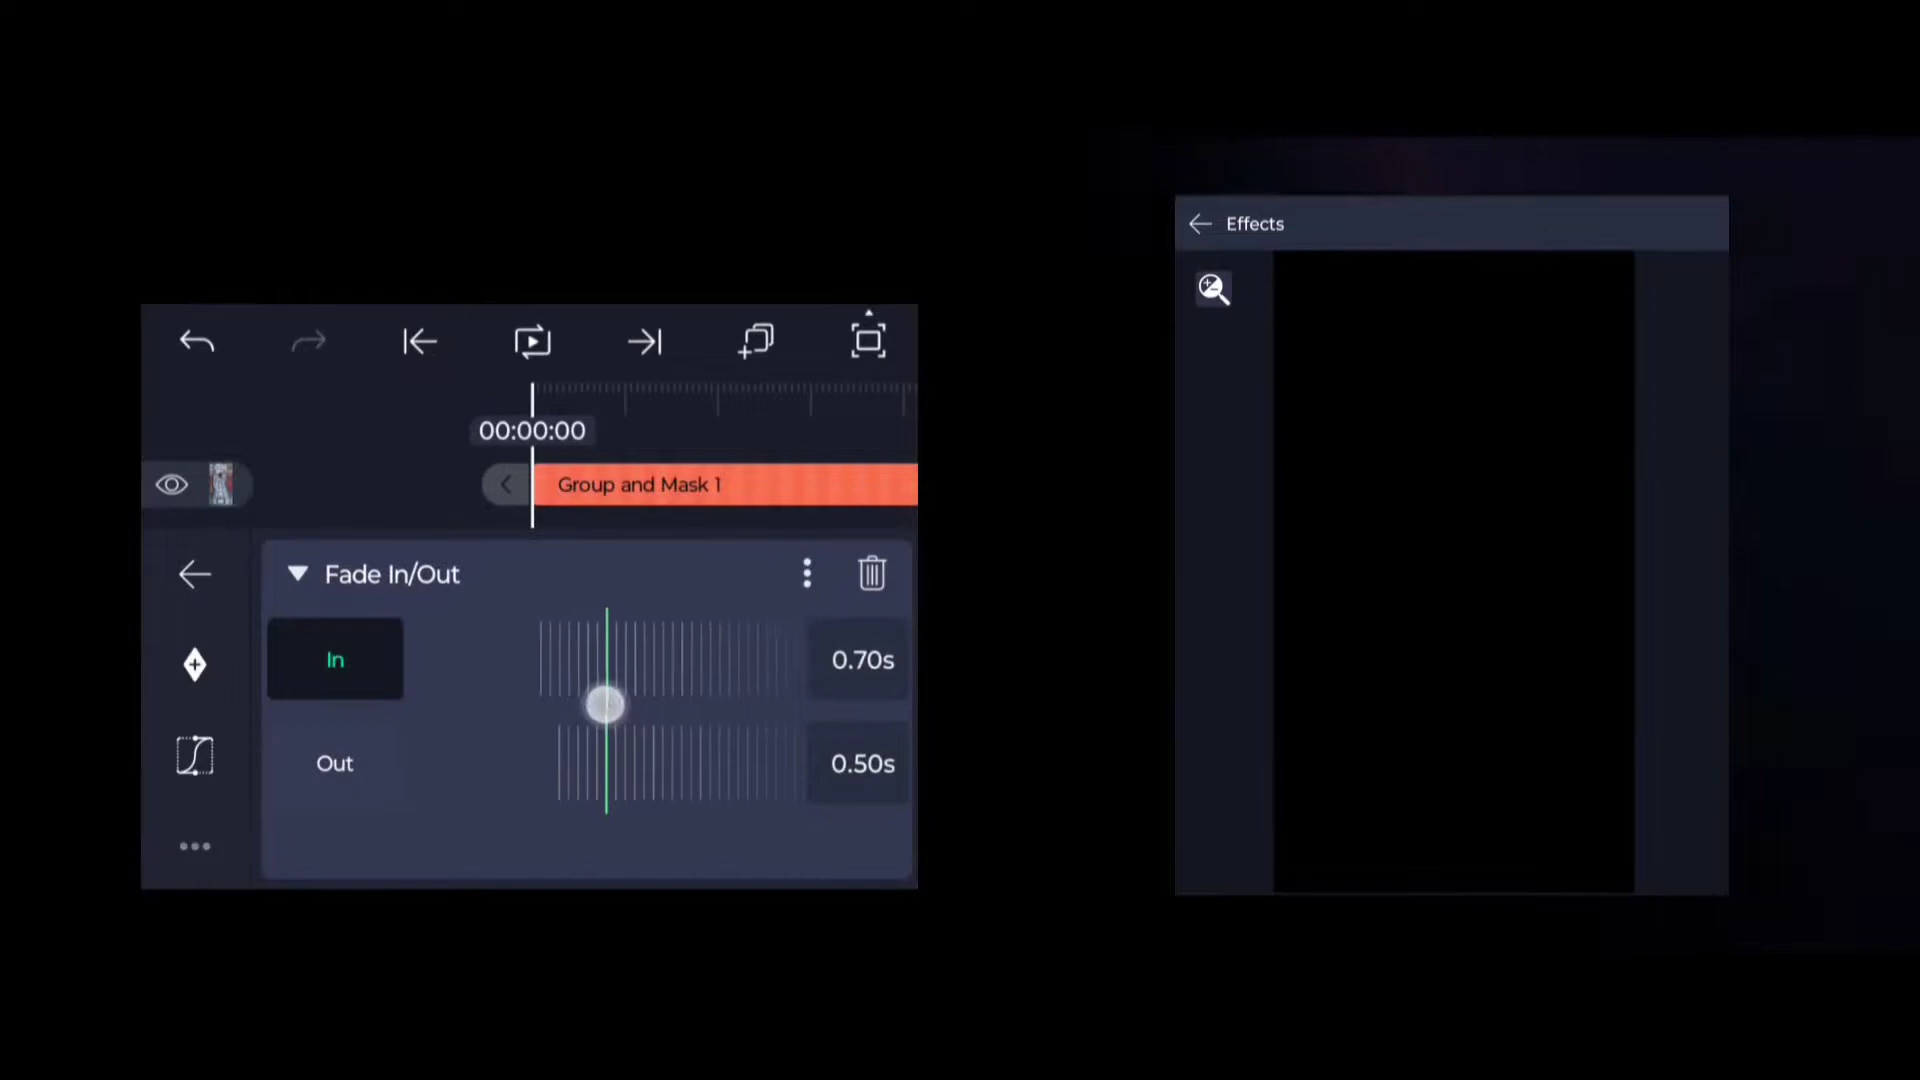 Effects
00:00:00
Group and Mask 1
Fade In/Out
In
0.70s
Out
0.50s